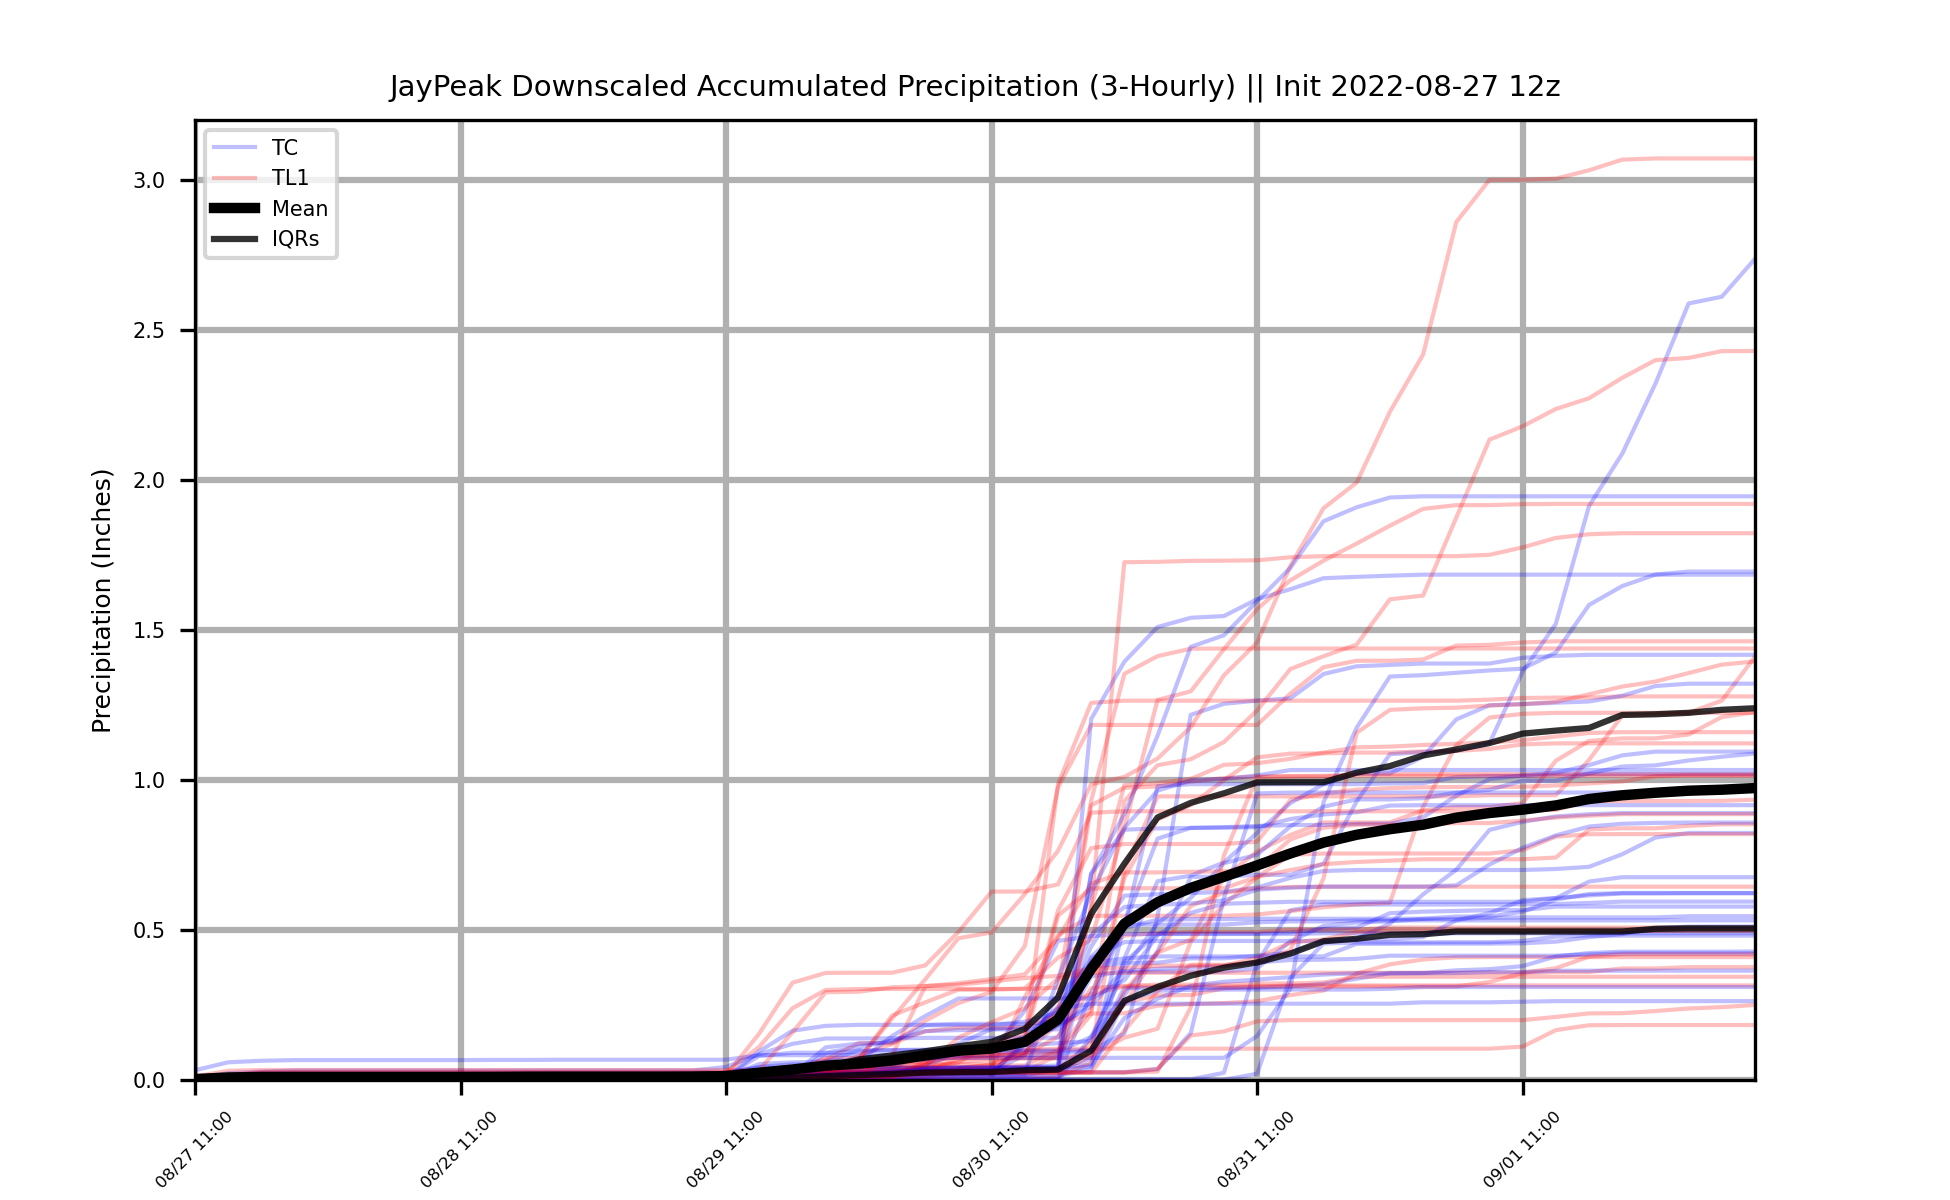 JayPeak Downscaled Accumulated Precipitation (3-Hourly) || Init 2022-08-27 12z
TC
TL1
Mean
IQRs
Precipitation (Inches)
3.0
2.5
2.0
1.5
1.0
0.5
0.0
08/27 11:00
08/28 11:00
08/29 11:00
08/30 11:00
08/31 11:00
09/01 11:00